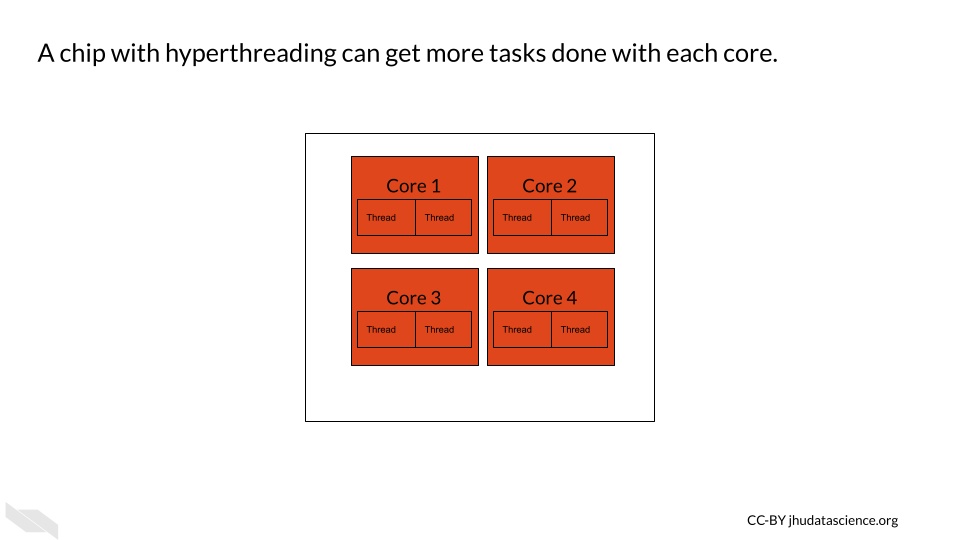 A chip with hyperthreading can get more tasks done with each core.
Core 1
Thread Thread
Core 2
Thread Thread
Core 3
Thread Thread
Core 4
Thread Thread
CC-BY jhudatascience.org